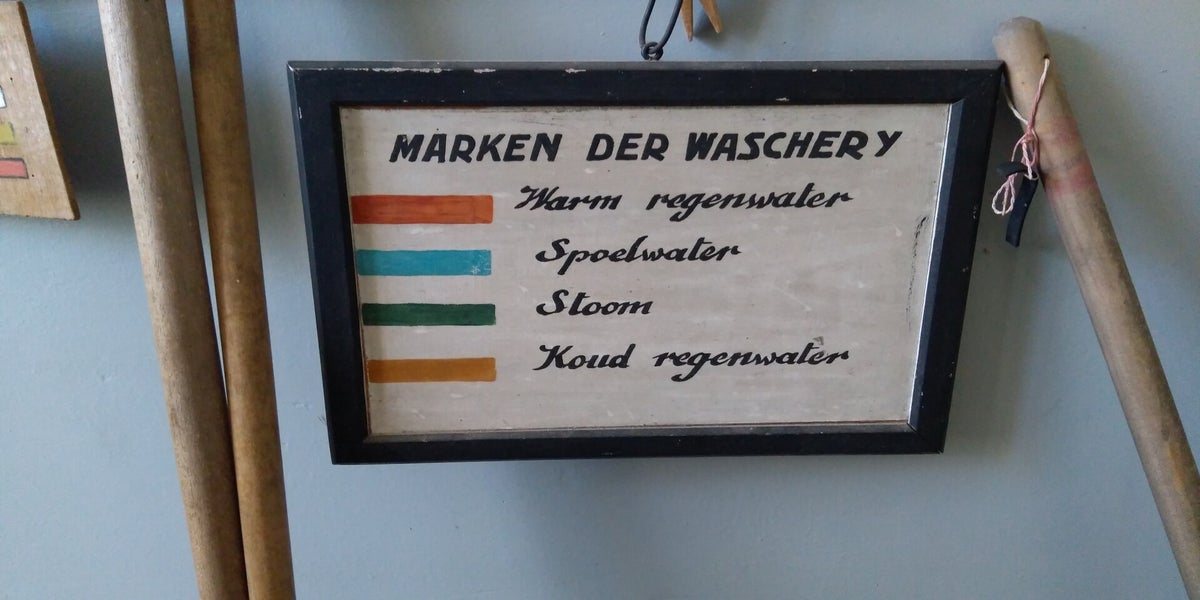 MARKEN DER WASCHERY
Warm regenwater
Spoelwater
Stoom
Koud regenwater